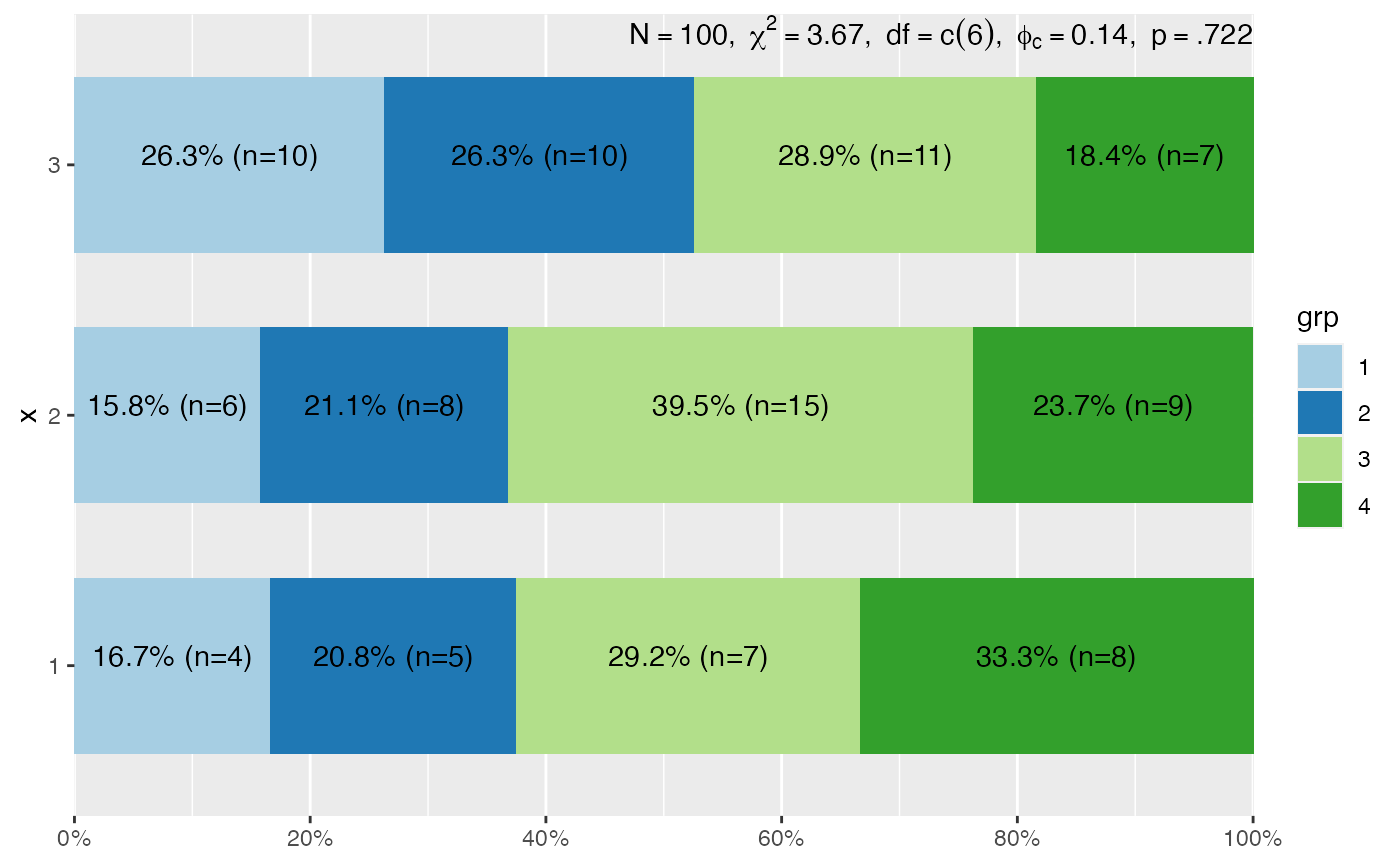 N = 100, χ² = 3.67, df = c(6), ϕc = 0.14, p = .722
3
26.3% (n=10) 26.3% (n=10) 28.9% (n=11) 18.4% (n=7)
x
2
15.8% (n=6) 21.1% (n=8) 39.5% (n=15) 23.7% (n=9)
1
16.7% (n=4) 20.8% (n=5) 29.2% (n=7) 33.3% (n=8)
0% 20% 40% 60% 80% 100%
grp
1
2
3
4